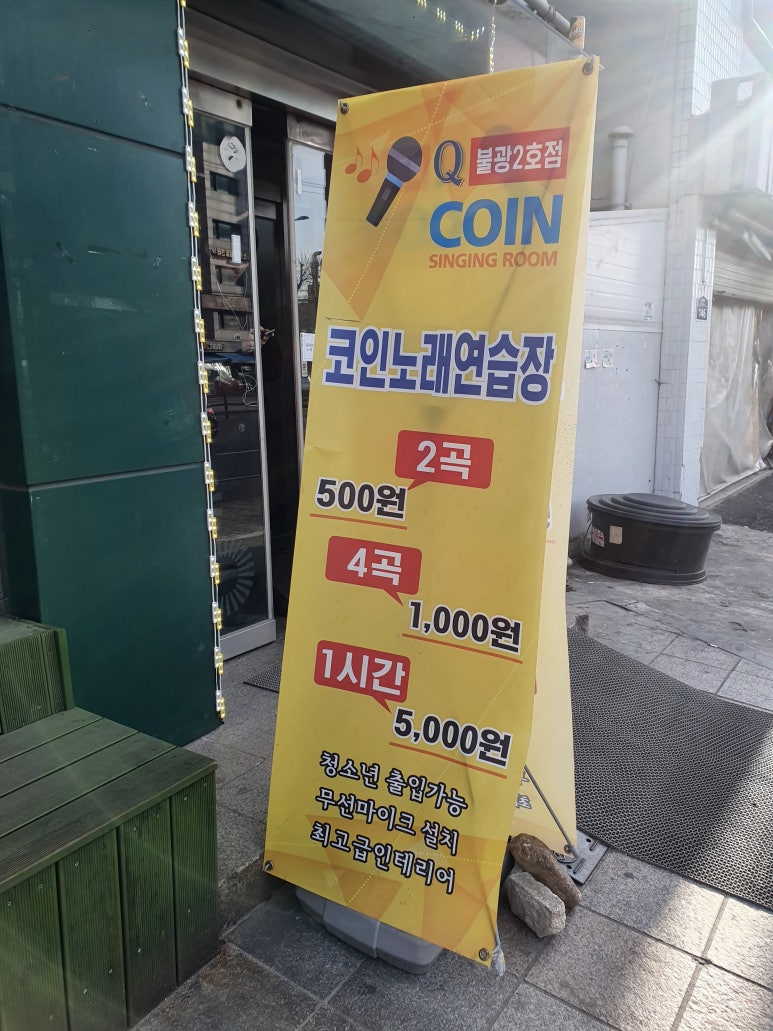 Q 불광2호점
COIN
SINGING ROOM
코인노래연습장
2곡
500원
4곡
1,000원
1시간
5,000원
청소년 출입가능
무선마이크 설치
최고급인테리어